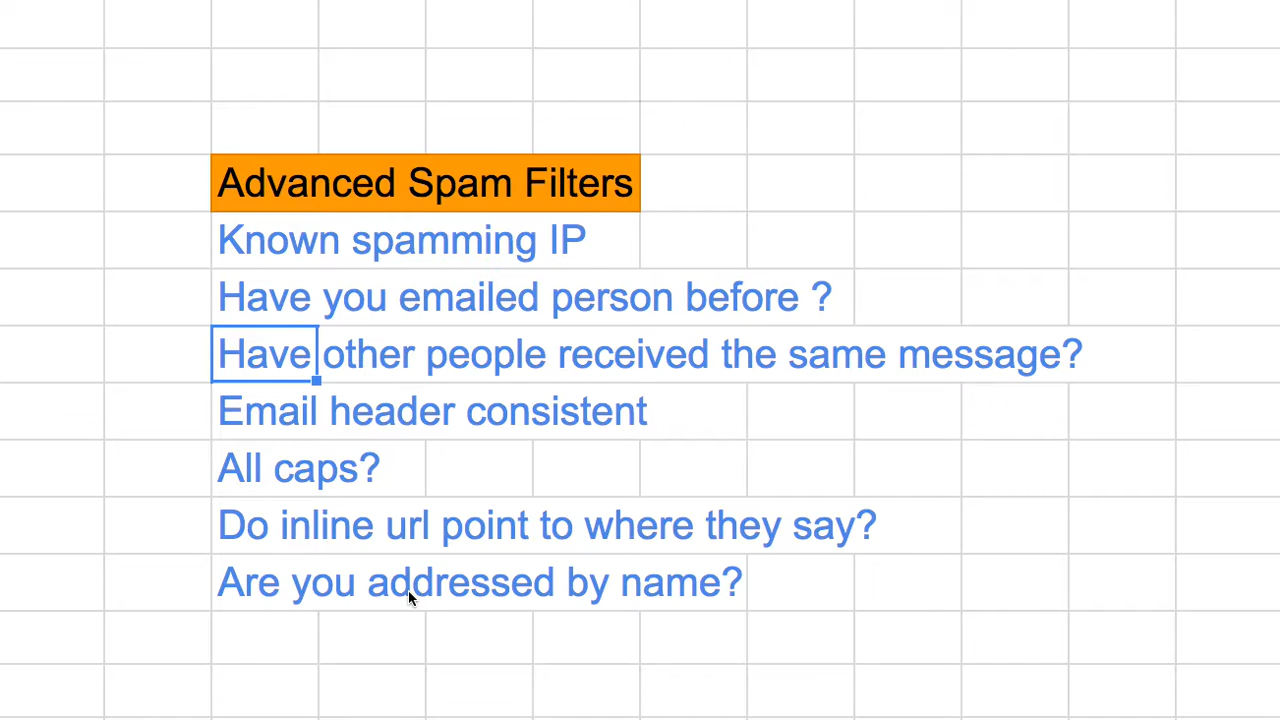 Advanced Spam Filters
Known spamming IP
Have you emailed person before ?
Have other people received the same message?
Email header consistent
All caps?
Do inline url point to where they say?
Are you addressed by name?